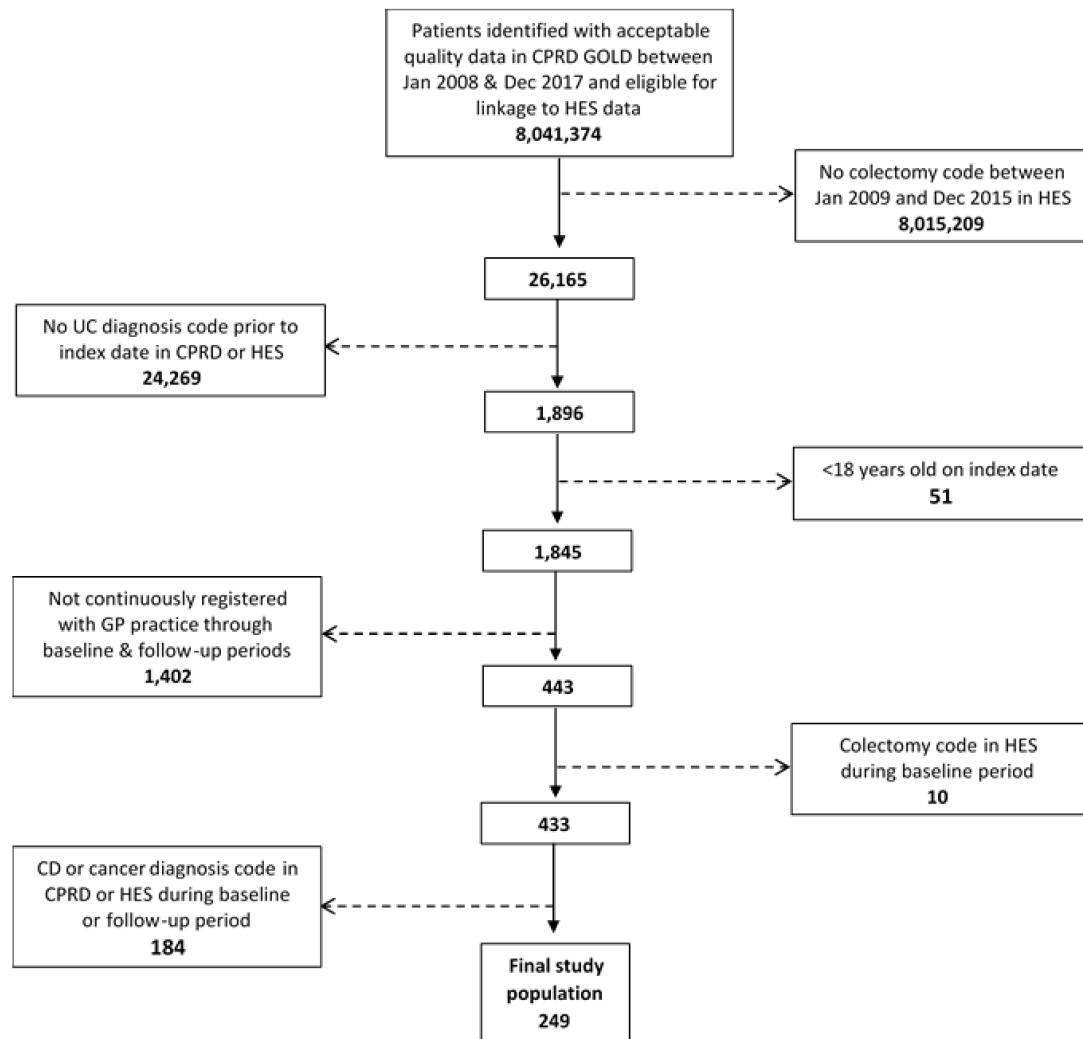 Patients identified with acceptable
quality data in CPRD GOLD between
Jan 2008 & Dec 2017 and eligible for
linkage to HES data
8,041,374
No colectomy code between
Jan 2009 and Dec 2015 in HES
8,015,209
26,165
No UC diagnosis code prior to
index date in CPRD or HES
24,269
1,896
<18 years old on index date
51
1,845
Not continuously registered
with GP practice through
baseline & follow-up periods
1,402
443
Colectomy code in HES
during baseline period
10
433
CD or cancer diagnosis code in
CPRD or HES during baseline
or follow-up period
184
Final study
population
249